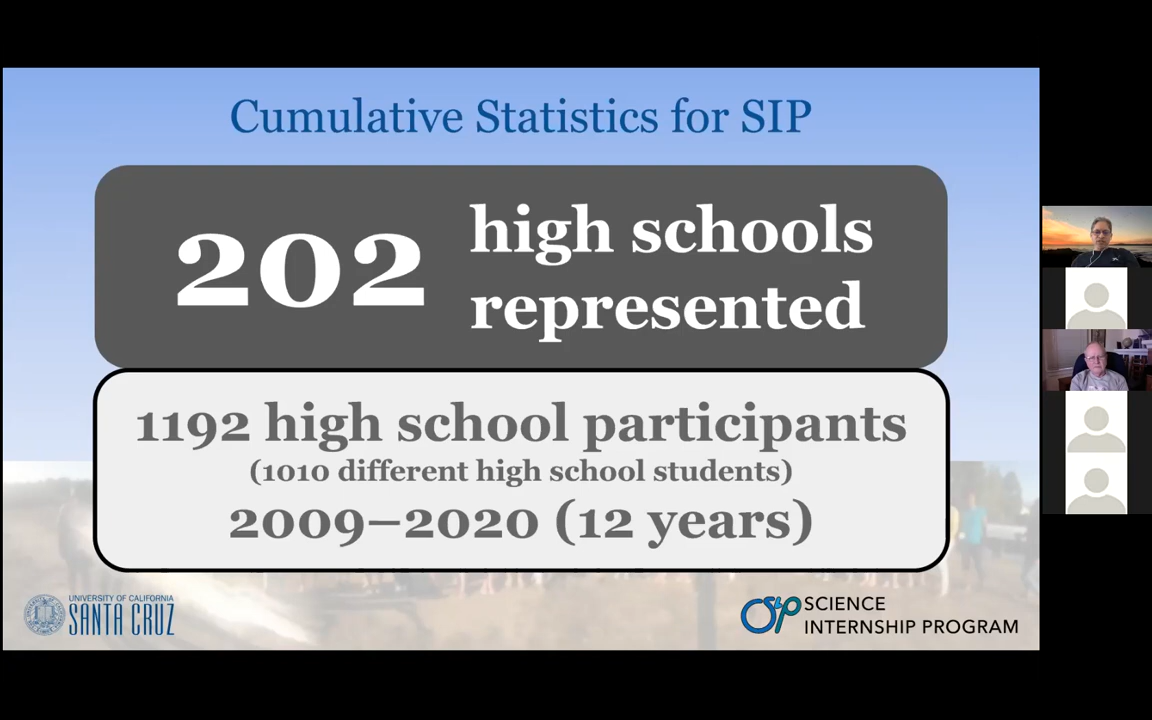 Cumulative Statistics for SIP
202
high schools
represented
1192 high school participants
(1010 different high school students)
2009–2020 (12 years)
UNIVERSITY OF CALIFORNIA
SANTA CRUZ
SIP SCIENCE
INTERNSHIP PROGRAM